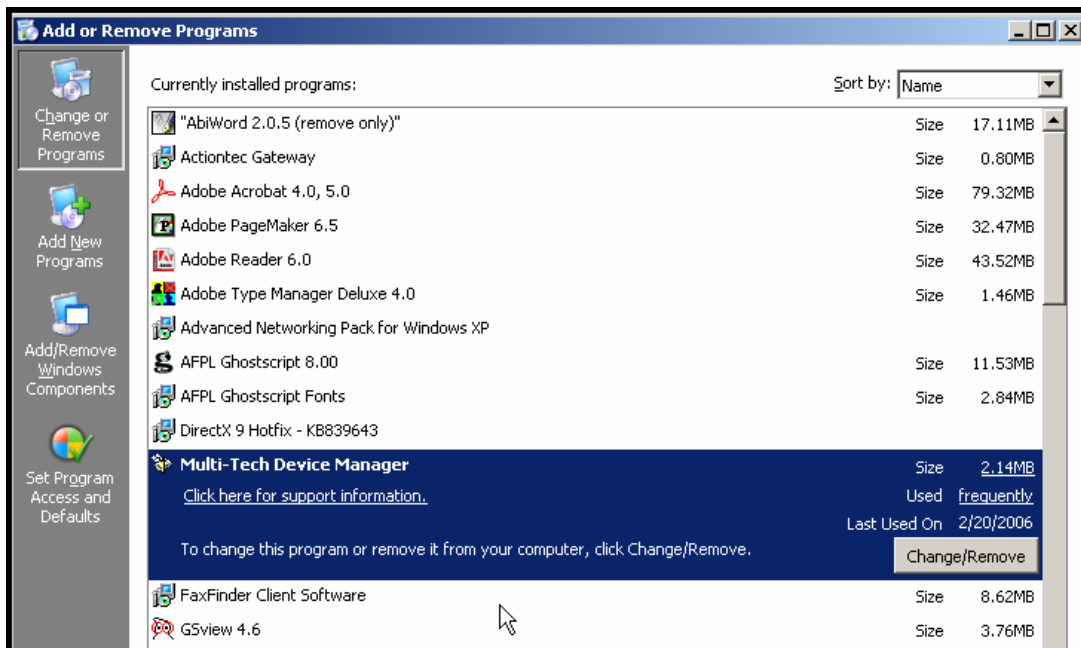 Add or Remove Programs
Change or
Remove
Programs
Add New
Programs
Add/Remove
Windows
Components
Set Program
Access and
Defaults
Currently installed programs:
Sort by: Name
"AbiWord 2.0.5 (remove only)" Size 17.11MB
Actiontec Gateway Size 0.80MB
Adobe Acrobat 4.0, 5.0 Size 79.32MB
Adobe PageMaker 6.5 Size 32.47MB
Adobe Reader 6.0 Size 43.52MB
Adobe Type Manager Deluxe 4.0 Size 1.46MB
Advanced Networking Pack for Windows XP
AFPL Ghostscript 8.00 Size 11.53MB
AFPL Ghostscript Fonts Size 2.84MB
DirectX 9 Hotfix - KB839643
Multi-Tech Device Manager Size 2.14MB
Click here for support information. Used frequently
Last Used On 2/20/2006
To change this program or remove it from your computer, click Change/Remove. Change/Remove
FaxFinder Client Software Size 8.62MB
GSview 4.6 Size 3.76MB